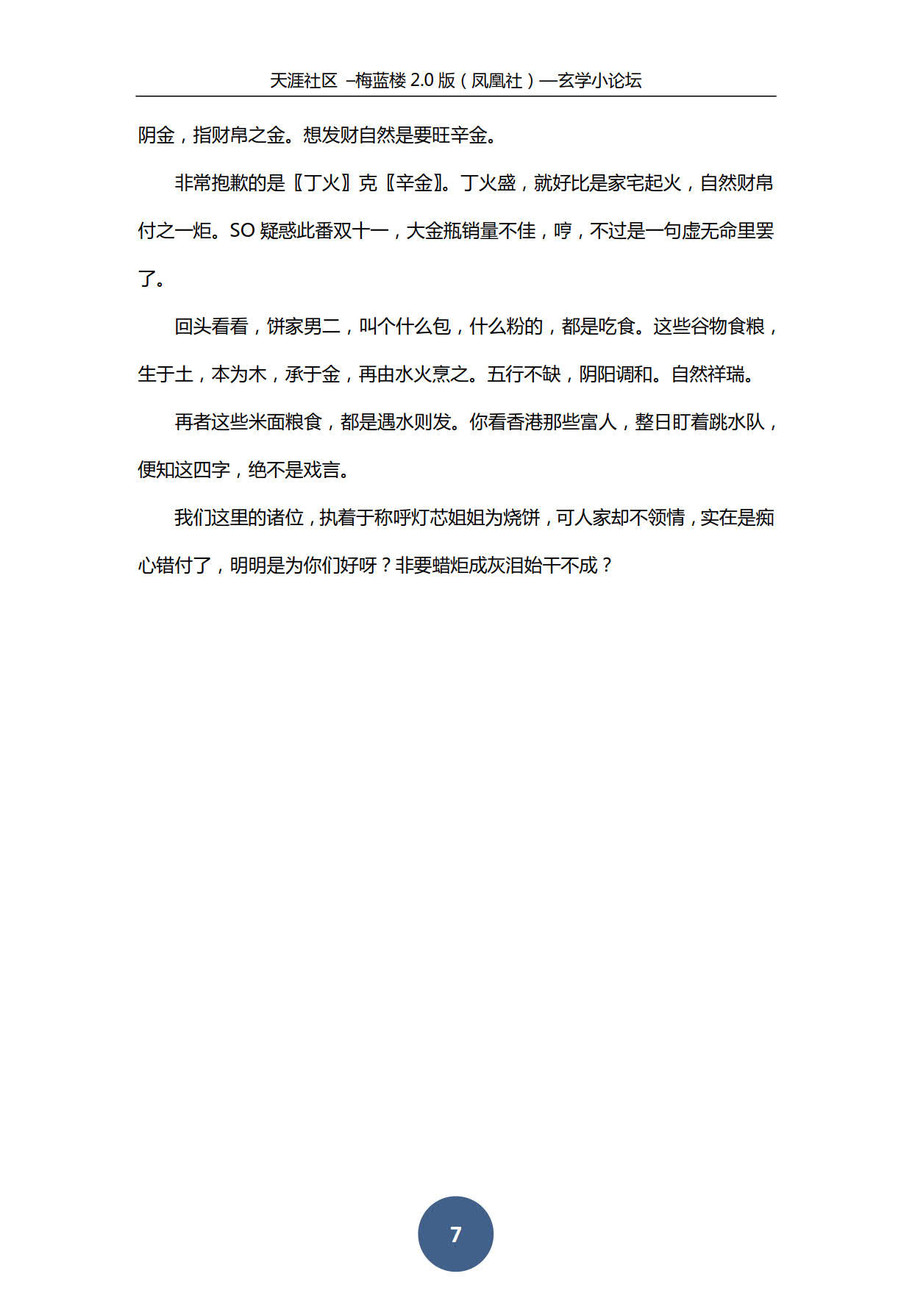 天涯社区 –梅蓝楼 2.0 版（凤凰社）—玄学小论坛
阴金，指财帛之金。想发财自然是要旺辛金。
非常抱歉的是〖丁火〗克〖辛金〗。丁火盛，就好比是家宅起火，自然财帛
付之一炬。SO 疑惑此番双十一，大金瓶销量不佳，哼，不过是一句虚无命里罢
了。
回头看看，饼家男二，叫个什么包，什么粉的，都是吃食。这些谷物食粮，
生于土，本为木，承于金，再由水火烹之。五行不缺，阴阳调和。自然祥瑞。
再者这些米面粮食，都是遇水则发。你看香港那些富人，整日盯着跳水队，
便知这四字，绝不是戏言。
我们这里的诸位，执着于称呼灯芯姐姐为烧饼，可人家却不领情，实在是痴
心错付了，明明是为你们好呀？非要蜡炬成灰泪始干不成？
7